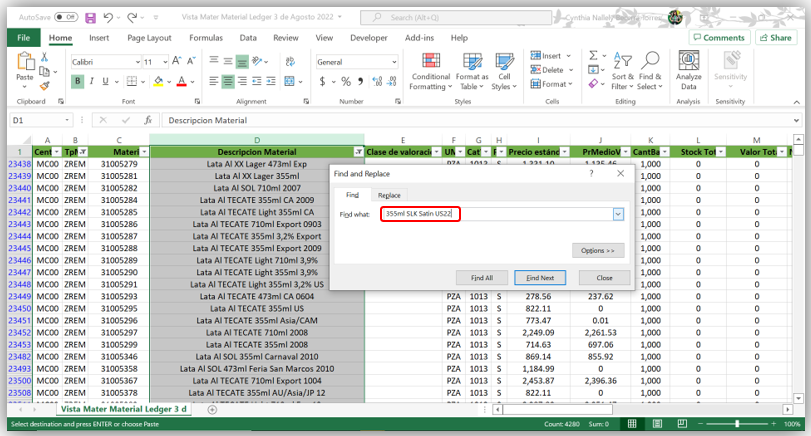 AutoSave Off Vista Mater Material Ledger 3 de Agosto 2022 Search (Alt+Q)
File Home Insert Page Layout Formulas Data Review View Developer Add-ins Help Comments Share
Paste Calibri 11 A^ A˅ ab General Insert Σ
B I U A $ % 9 Delete
Conditional Formatting Format as Table Cell Styles Format Sort & Filter Find & Select Analyze Data Sensitivity
Clipboard Font Alignment Number Styles Cells Editing Analysis Sensitivity
D1 fx Descripcion Material
A B C D E F G H I J K L M
1 Cent TpM Materi Descripcion Material Clase de valoracio UM Cat Precio estánd PrMedioV CantBa Stock Tot Valor Tot
23438 MC00 ZREM 31005279 Lata Al XX Lager 473ml Exp PZA 1013 S 1,331.10 1,135.46 1,000 0 0
23439 MC00 ZREM 31005281 Lata Al XX Lager 355ml 1,000 0 0
23440 MC00 ZREM 31005282 Lata Al SOL 710ml 2007 1,000 0 0
23441 MC00 ZREM 31005284 Lata Al TECATE 355ml CA 2009 1,000 0 0
23442 MC00 ZREM 31005285 Lata Al TECATE Light 355ml CA 1,000 0 0
23443 MC00 ZREM 31005286 Lata Al TECATE 710ml Export 0903 1,000 0 0
23444 MC00 ZREM 31005287 Lata Al TECATE 355ml 3,2% Export 1,000 0 0
23445 MC00 ZREM 31005288 Lata Al TECATE 355ml Export 2009 1,000 0 0
23446 MC00 ZREM 31005289 Lata Al TECATE Light 710ml 3,9% 1,000 0 0
23447 MC00 ZREM 31005290 Lata Al TECATE Light 355ml 3,9% 1,000 0 0
23448 MC00 ZREM 31005291 Lata Al TECATE Light 355ml 3,2% US 1,000 0 0
Find and Replace ? ×
Find Replace
Find what: 355ml SLK Satin US22
Options >>
Find All Find Next Close
23449 MC00 ZREM 31005293 Lata Al TECATE 473ml CA 0604 PZA 1013 S 278.56 237.62 1,000 0 0
23450 MC00 ZREM 31005295 Lata Al TECATE 355ml US PZA 1013 S 822.11 0 1,000 0 0
23451 MC00 ZREM 31005296 Lata Al TECATE 355ml Asia/CAM PZA 1013 S 773.47 0.01 1,000 0 0
23452 MC00 ZREM 31005297 Lata Al TECATE 710ml 2008 PZA 1013 S 2,249.09 2,261.53 1,000 0 0
23453 MC00 ZREM 31005299 Lata Al TECATE 355ml 2008 PZA 1013 S 714.63 697.06 1,000 0 0
23482 MC00 ZREM 31005346 Lata Al SOL 355ml Carnaval 2010 PZA 1013 S 869.14 855.92 1,000 0 0
23493 MC00 ZREM 31005358 Lata Al SOL 473ml Feria San Marcos 2010 PZA 1013 S 1,184.99 0 1,000 0 0
23500 MC00 ZREM 31005367 Lata Al TECATE 710ml Export 1004 PZA 1013 S 2,453.87 2,396.36 1,000 0 0
23508 MC00 ZREM 31005378 Lata Al TECATE 355ml AU/Asia/JP 12 PZA 1013 S 822.11 0 1,000 0 0
Vista Mater Material Ledger 3 d
Select destination and press ENTER or choose Paste Count: 4280 Sum: 0 100%